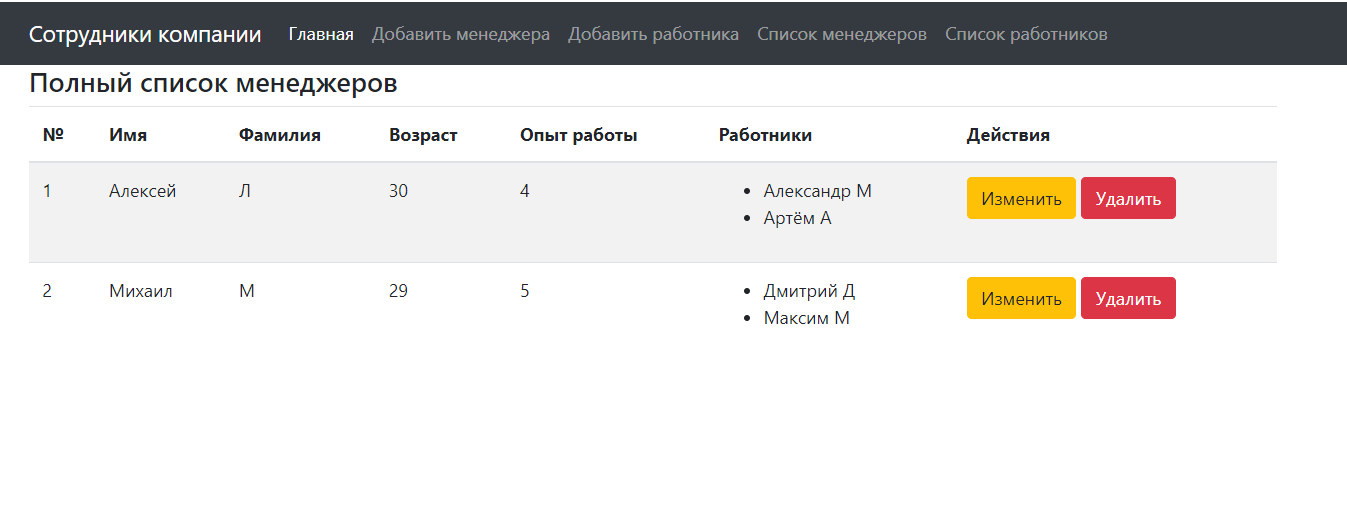 Сотрудники компании Главная Добавить менеджера Добавить работника Список менеджеров Список работников
Полный список менеджеров
№ Имя Фамилия Возраст Опыт работы Работники Действия
1 Алексей Л 30 4 • Александр М Изменить Удалить
• Артём А
2 Михаил М 29 5 • Дмитрий Д Изменить Удалить
• Максим М